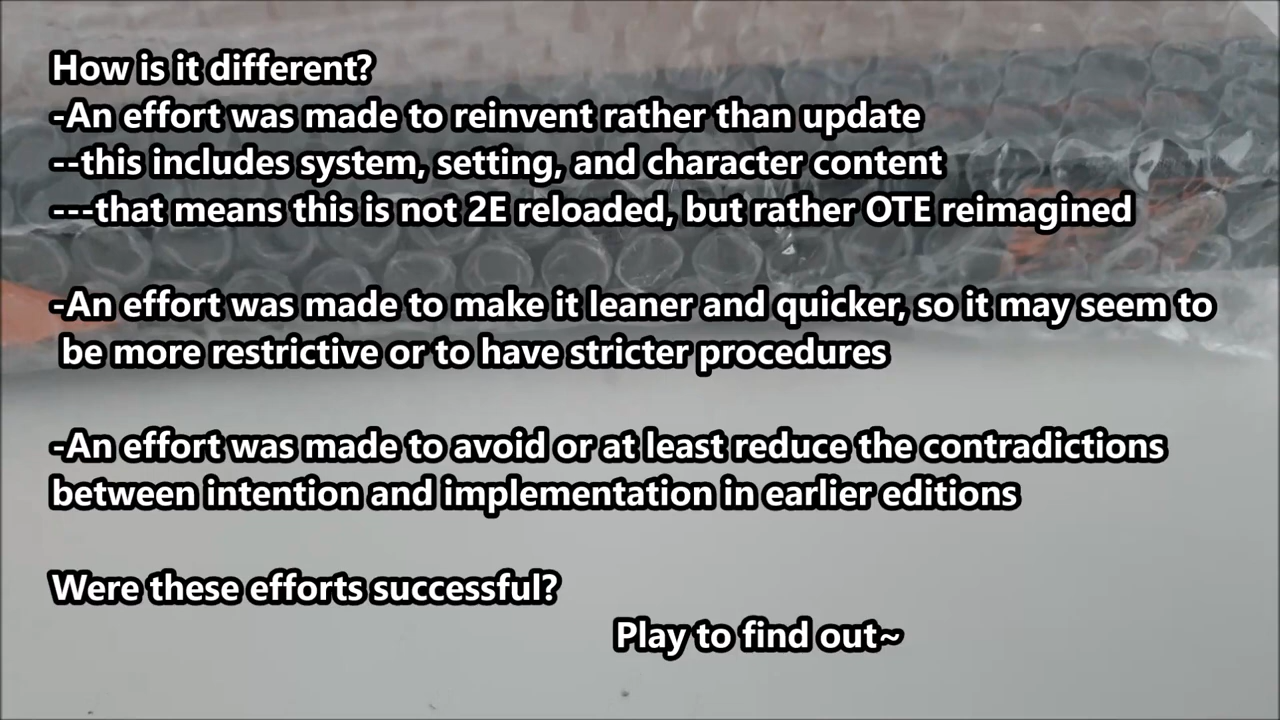 How is it different?
-An effort was made to reinvent rather than update
--this includes system, setting, and character content
---that means this is not 2E reloaded, but rather OTE reimagined
-An effort was made to make it leaner and quicker, so it may seem to
be more restrictive or to have stricter procedures
-An effort was made to avoid or at least reduce the contradictions
between intention and implementation in earlier editions
Were these efforts successful?
Play to find out~